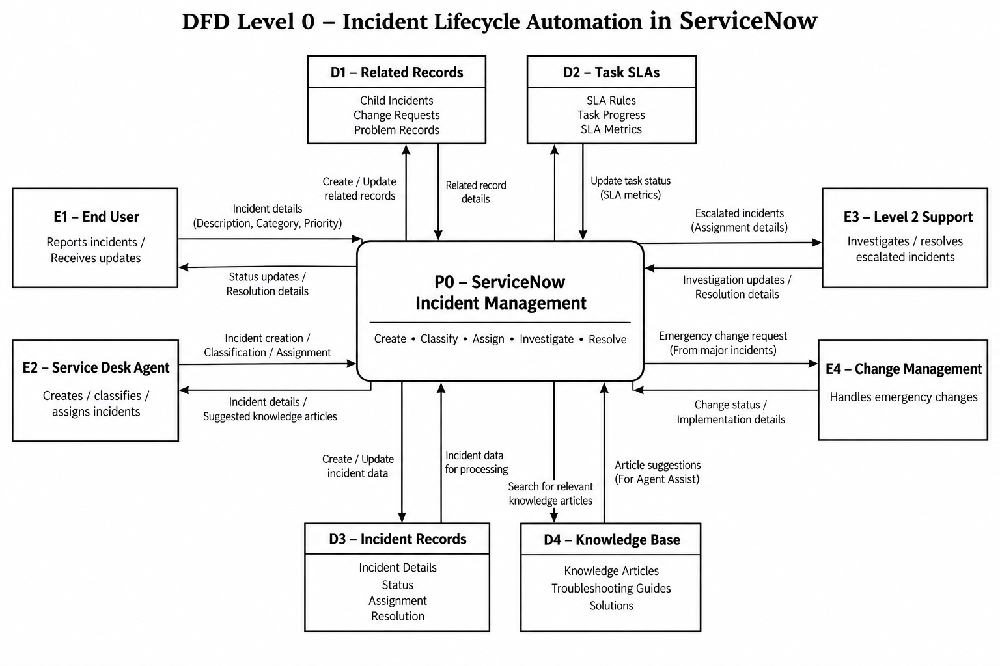 DFD Level 0 – Incident Lifecycle Automation in ServiceNow
D1 – Related Records
Child Incidents
Change Requests
Problem Records
D2 – Task SLAs
SLA Rules
Task Progress
SLA Metrics
Create / Update
related records
Related record
details
Update task status
(SLA metrics)
E1 – End User
Reports incidents /
Receives updates
Incident details
(Description, Category, Priority)
Status updates /
Resolution details
Escalated incidents
(Assignment details)
Investigation updates /
Resolution details
E3 – Level 2 Support
Investigates / resolves
escalated incidents
P0 – ServiceNow
Incident Management
Create • Classify • Assign • Investigate • Resolve
E2 – Service Desk Agent
Creates / classifies /
assigns incidents
Incident creation /
Classification / Assignment
Incident details /
Suggested knowledge articles
Emergency change request
(From major incidents)
Change status /
Implementation details
E4 – Change Management
Handles emergency changes
Create / Update
incident data
Incident data
for processing
Search for relevant
knowledge articles
Article suggestions
(For Agent Assist)
D3 – Incident Records
Incident Details
Status
Assignment
Resolution
D4 – Knowledge Base
Knowledge Articles
Troubleshooting Guides
Solutions